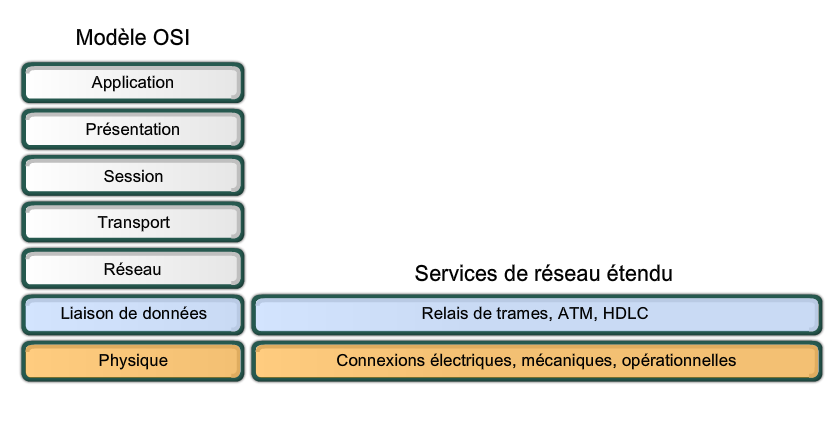 Modèle OSI
Application
Présentation
Session
Transport
Réseau
Services de réseau étendu
Liaison de données
Relais de trames, ATM, HDLC
Physique
Connexions électriques, mécaniques, opérationnelles